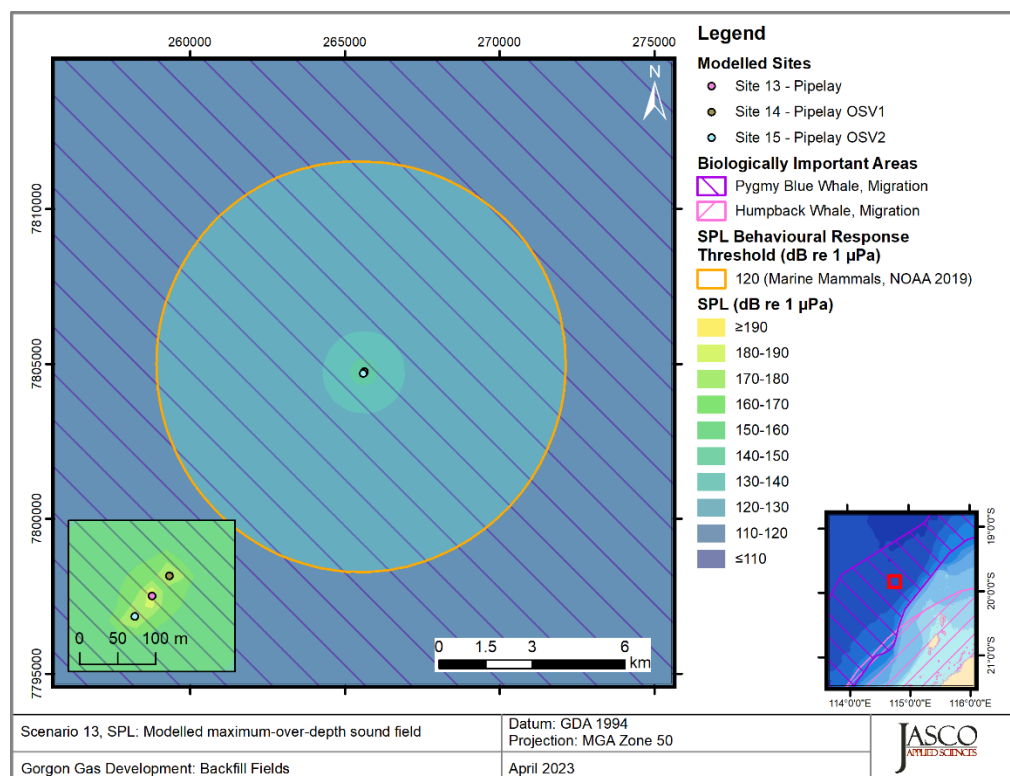 260000
265000
270000
275000
7810000
7805000
7800000
7795000
N
0 50 100 m
0 1.5 3 6
km
Legend
Modelled Sites
Site 13 - Pipelay
Site 14 - Pipelay OSV1
Site 15 - Pipelay OSV2
Biologically Important Areas
Pygmy Blue Whale, Migration
Humpback Whale, Migration
SPL Behavioural Response
Threshold (dB re 1 µPa)
120 (Marine Mammals, NOAA 2019)
SPL (dB re 1 µPa)
≥190
180-190
170-180
160-170
150-160
140-150
130-140
120-130
110-120
≤110
19°0'0"S
20°0'0"S
21°0'0"S
114°0'0"E 115°0'0"E 116°0'0"E
Scenario 13, SPL: Modelled maximum-over-depth sound field
Datum: GDA 1994
Projection: MGA Zone 50
Gorgon Gas Development: Backfill Fields
April 2023
JASCO
APPLIED SCIENCES